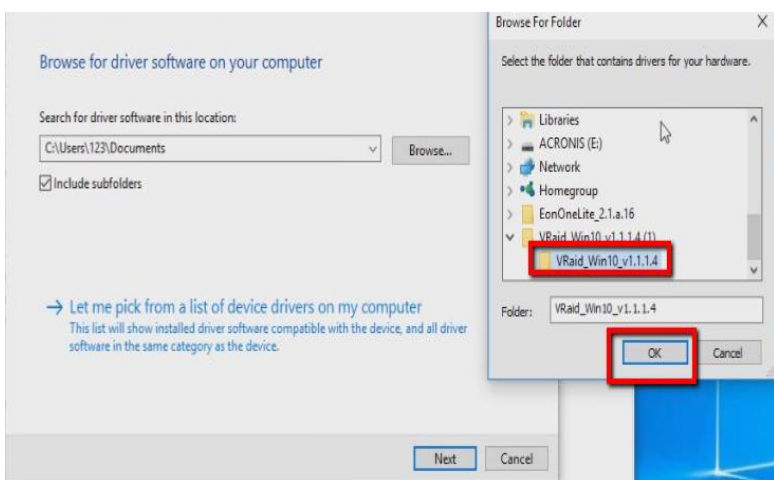 Browse for driver software on your computer
Search for driver software in this location:
C:\Users\123\Documents
Browse...
Include subfolders
Let me pick from a list of device drivers on my computer
This list will show installed driver software compatible with the device, and all driver
software in the same category as the device.
Next
Cancel
Browse For Folder
Select the folder that contains drivers for your hardware.
Libraries
ACRONIS (E:)
Network
Homegroup
EonOneLite_2.1.a.16
VRaid_Win10_v1.1.1.4 (1)
VRaid_Win10_v1.1.1.4
Folder:
VRaid_Win10_v1.1.1.4
OK
Cancel